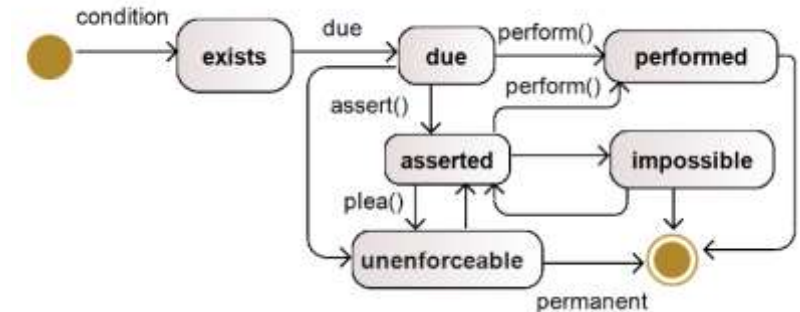 condition
exists
due
due
perform()
performed
perform()
assert()
asserted
impossible
plea()
unenforceable
permanent